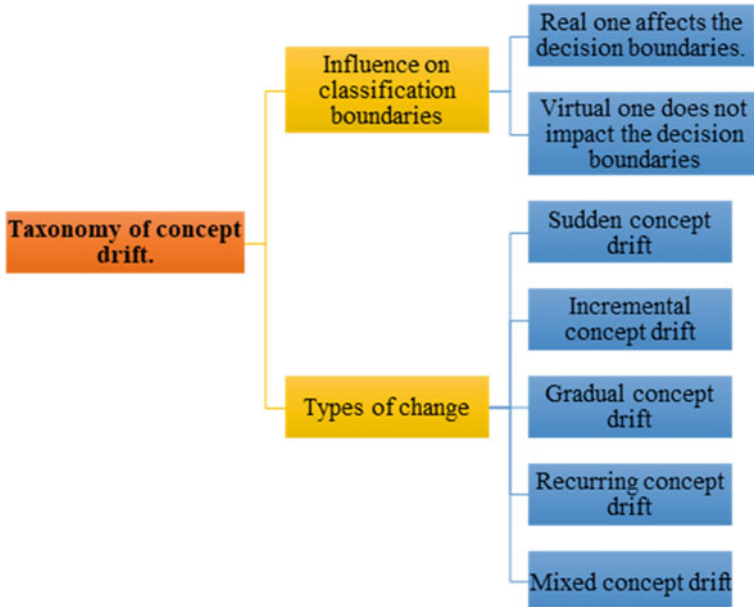 Taxonomy of concept
drift.
Influence on
classification
boundaries
Real one affects the
decision boundaries.
Virtual one does not
impact the decision
boundaries
Types of change
Sudden concept
drift
Incremental
concept drift
Gradual concept
drift
Recurring concept
drift
Mixed concept drift